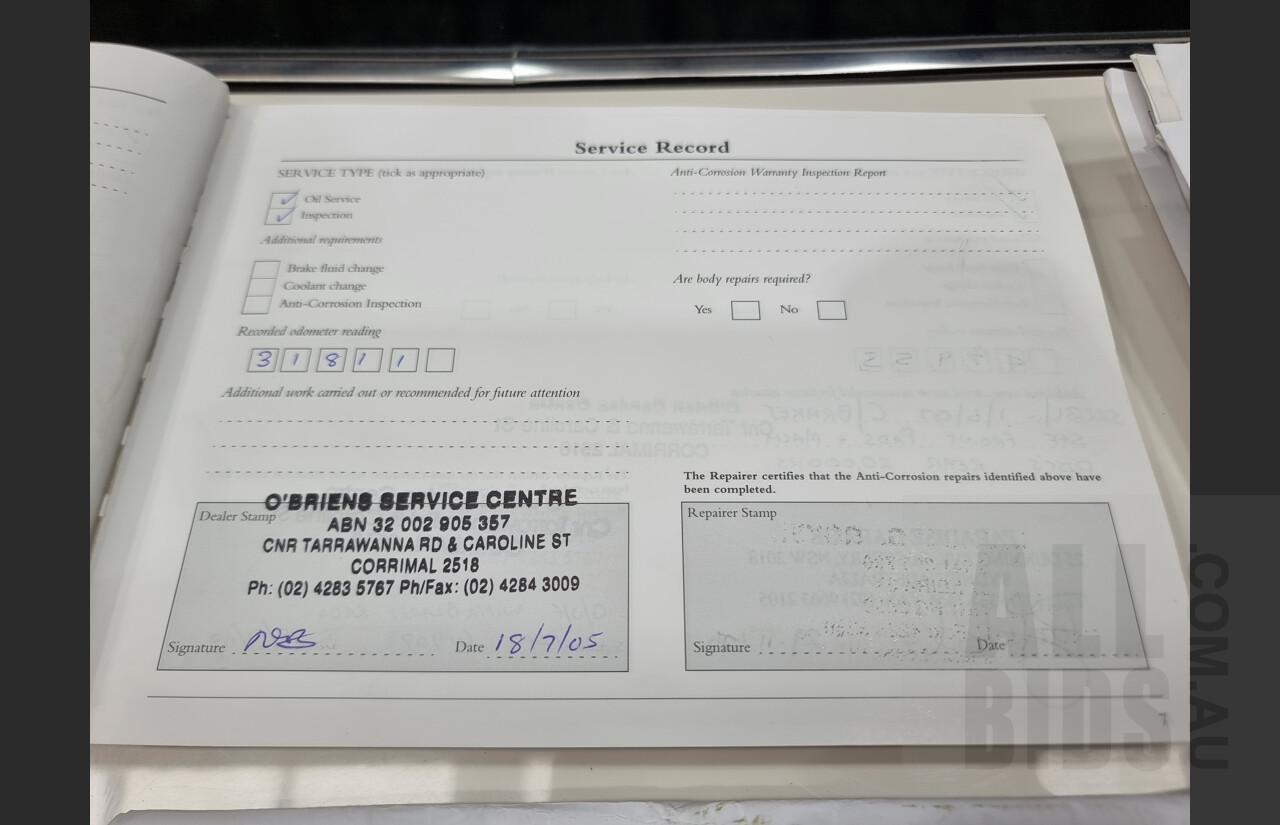 Service Record
SERVICE TYPE (tick as appropriate)
Oil Service
Inspection
Additional requirements
Brake fluid change
Coolant change
Anti-Corrosion Inspection
Recorded odometer reading
3 1 8 1 1
Additional work carried out or recommended for future attention
Dealer Stamp
O'BRIENS SERVICE CENTRE
ABN 32 002 905 357
CNR TARRAWANNA RD & CAROLINE ST
CORRIMAL 2518
Ph: (02) 4283 5767 Ph/Fax: (02) 4284 3009
Signature
Date 18/7/05
Anti-Corrosion Warranty Inspection Report
Are body repairs required?
Yes No
The Repairer certifies that the Anti-Corrosion repairs identified above have
been completed.
Repairer Stamp
Signature Date
7
ALL
BIDS
.COM.AU